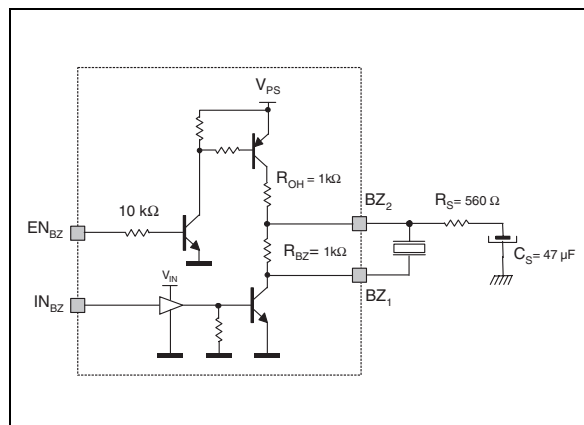 V_PS
R_OH = 1kΩ
BZ_2
R_S = 560 Ω
10 kΩ
EN_BZ
R_BZ = 1kΩ
C_S = 47 µF
V_IN
IN_BZ
BZ_1